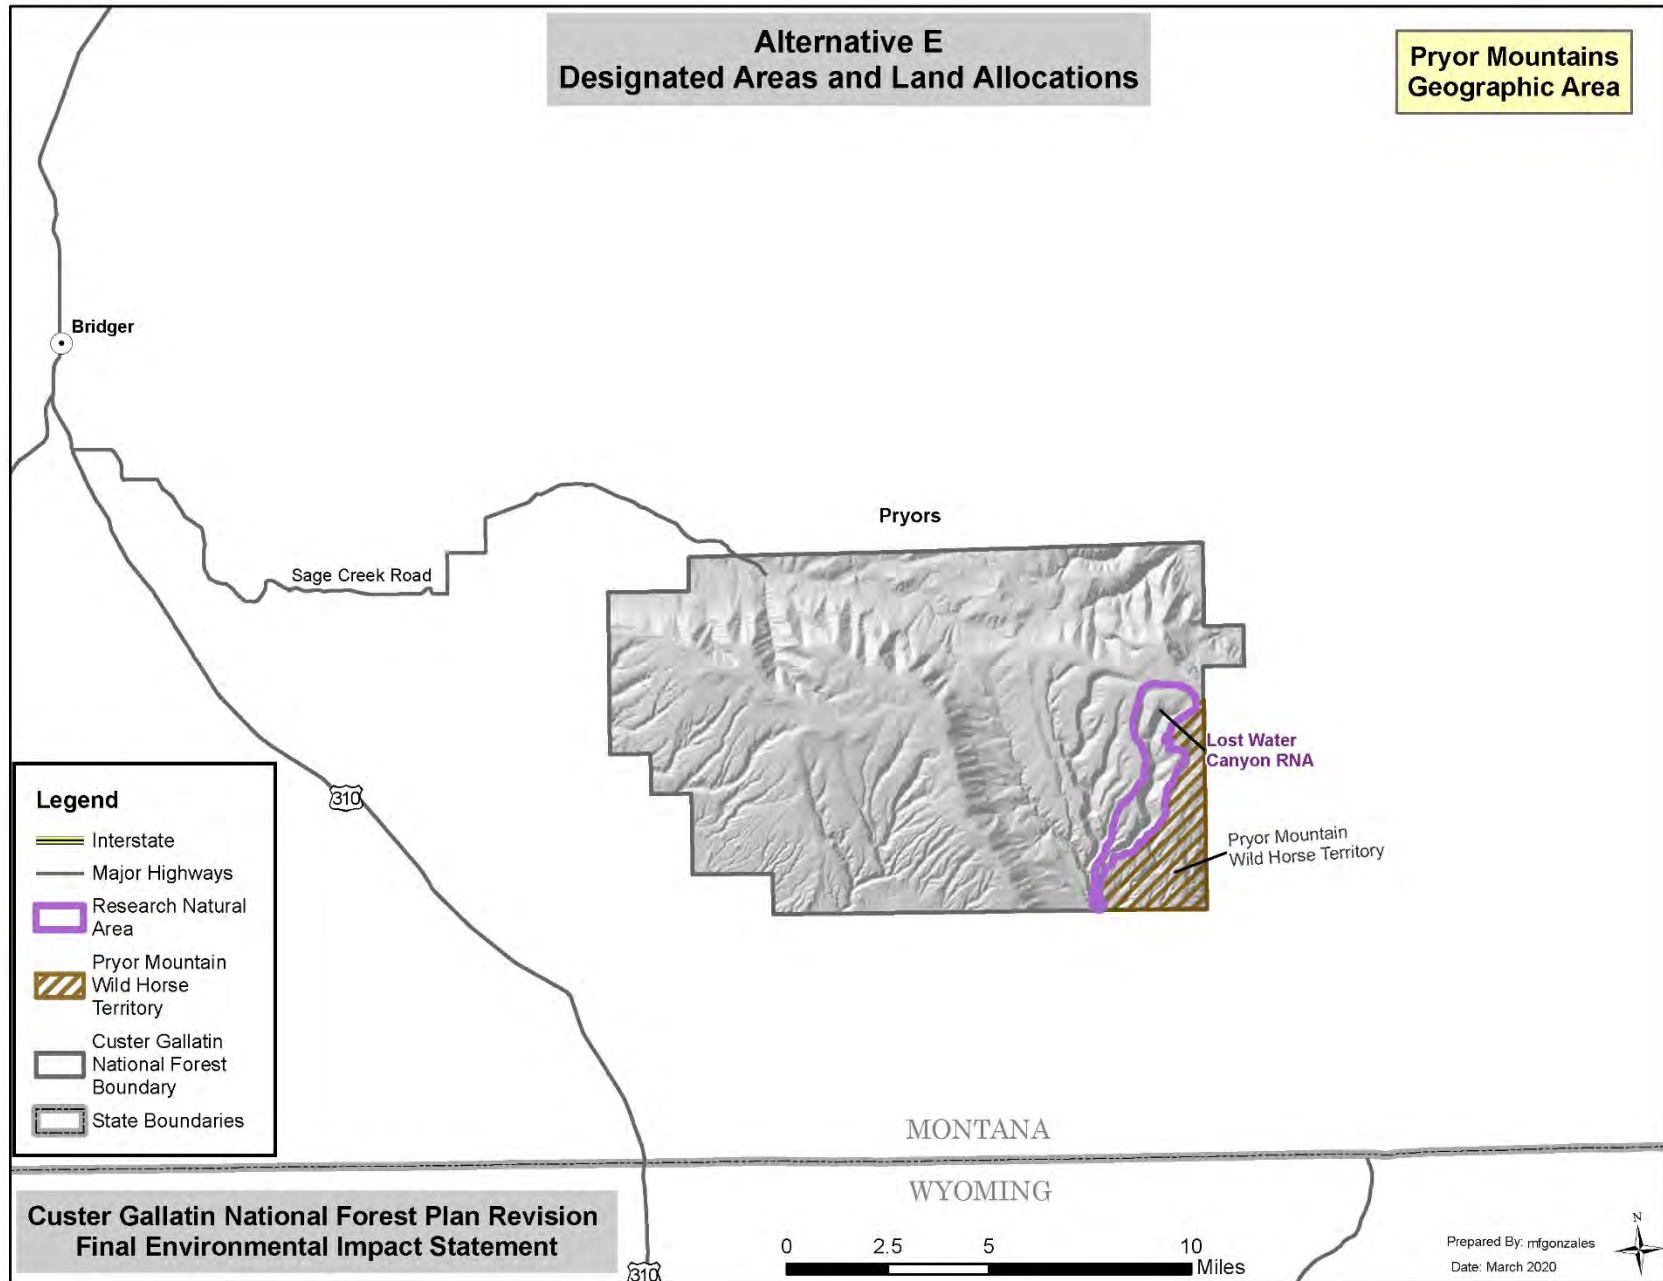 Alternative E
Designated Areas and Land Allocations
Pryor Mountains
Geographic Area
Bridger
Pryors
Sage Creek Road
Lost Water
Canyon RNA
310
Pryor Mountain
Wild Horse Territory
Legend
Interstate
Major Highways
Research Natural
Area
Pryor Mountain
Wild Horse
Territory
Custer Gallatin
National Forest
Boundary
State Boundaries
MONTANA
WYOMING
Custer Gallatin National Forest Plan Revision
Final Environmental Impact Statement
310
0 2.5 5 10
Miles
N
Prepared By: mfgonzales
Date: March 2020